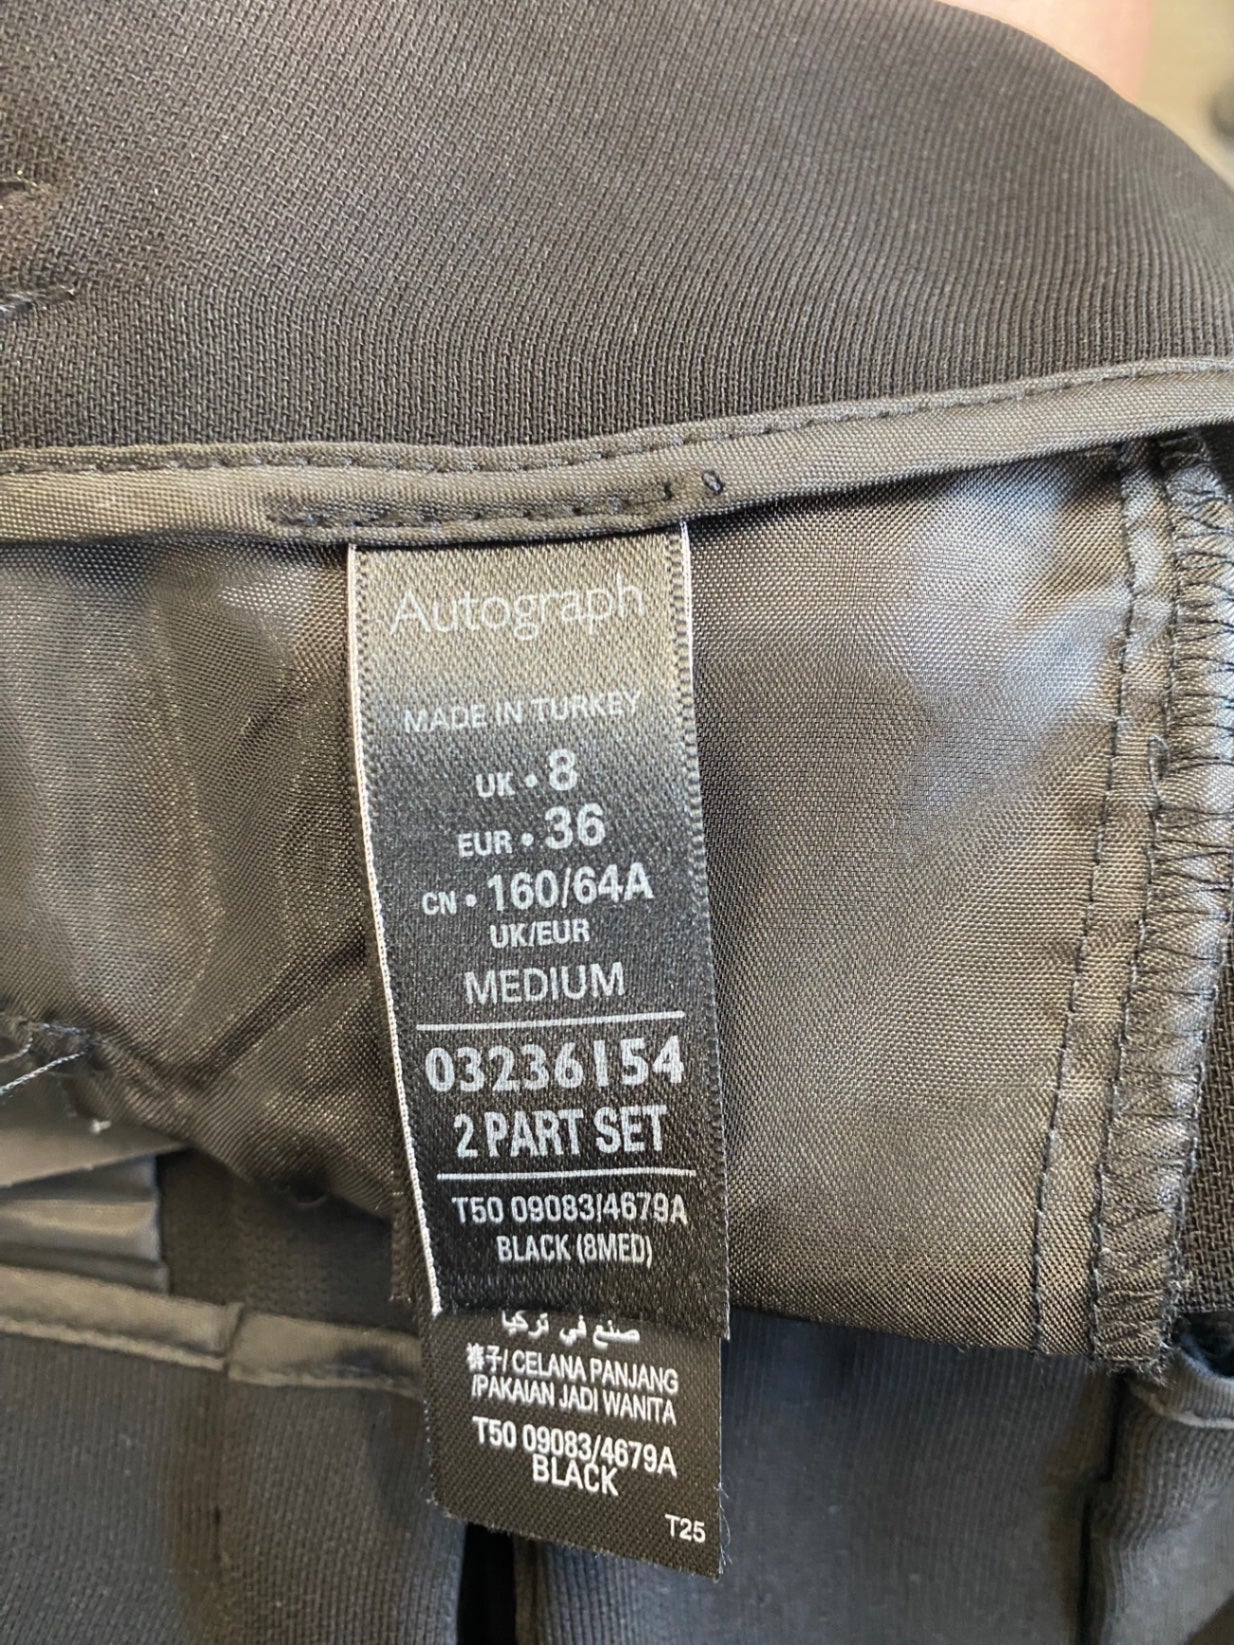 Autograph
MADE IN TURKEY
UK • 8
EUR • 36
CN • 160/64A
UK/EUR
MEDIUM
03236154
2 PART SET
T50 09083/4679A
BLACK (8MED)
صنع في تركيا
裤子/ CELANA PANJANG
/PAKAIAN JADI WANITA
T50 09083/4679A
BLACK
T25